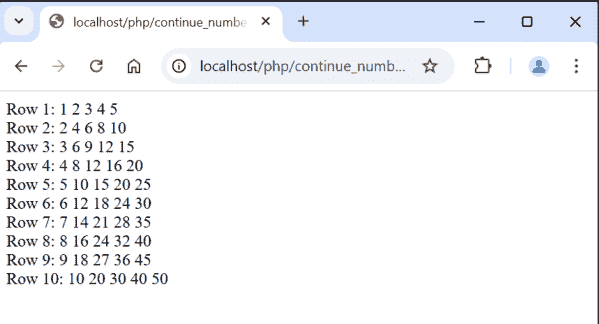 localhost/php/continue_numbe
localhost/php/continue_numb...
Row 1: 1 2 3 4 5
Row 2: 2 4 6 8 10
Row 3: 3 6 9 12 15
Row 4: 4 8 12 16 20
Row 5: 5 10 15 20 25
Row 6: 6 12 18 24 30
Row 7: 7 14 21 28 35
Row 8: 8 16 24 32 40
Row 9: 9 18 27 36 45
Row 10: 10 20 30 40 50